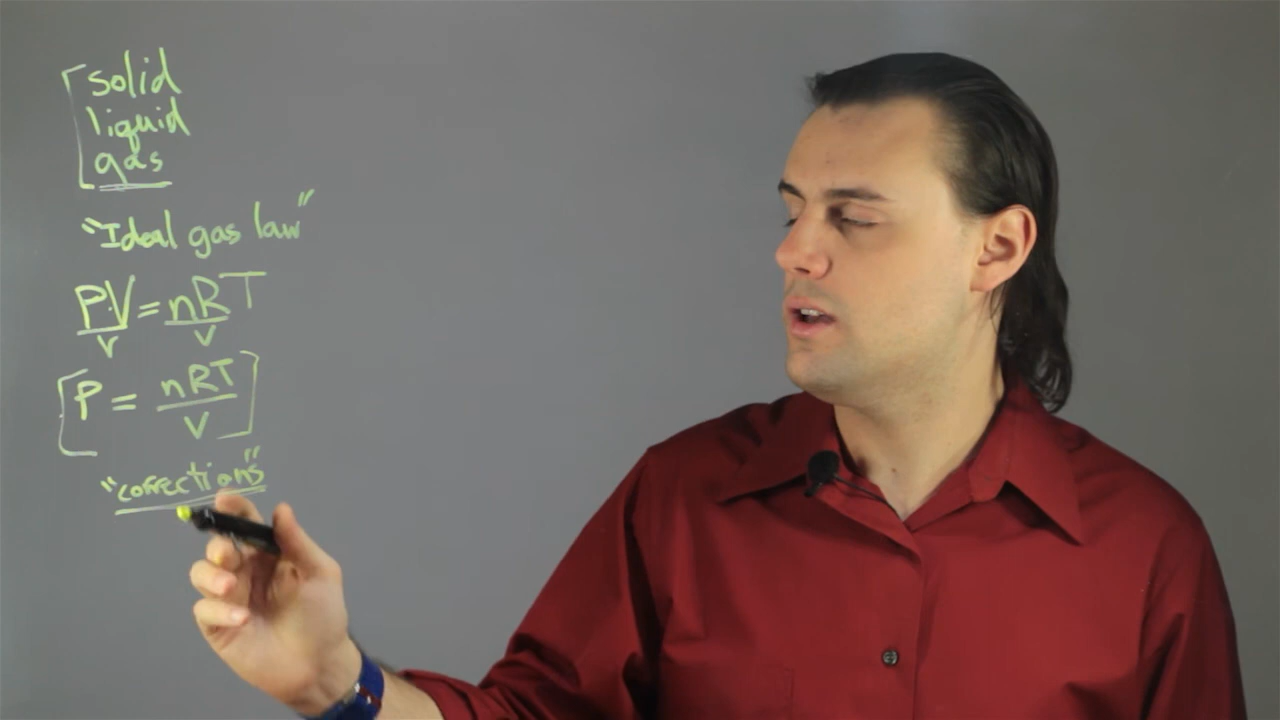 solid
liquid
gas
"Ideal gas law"
PV = nRT
V V
P = nRT
V
"corrections"